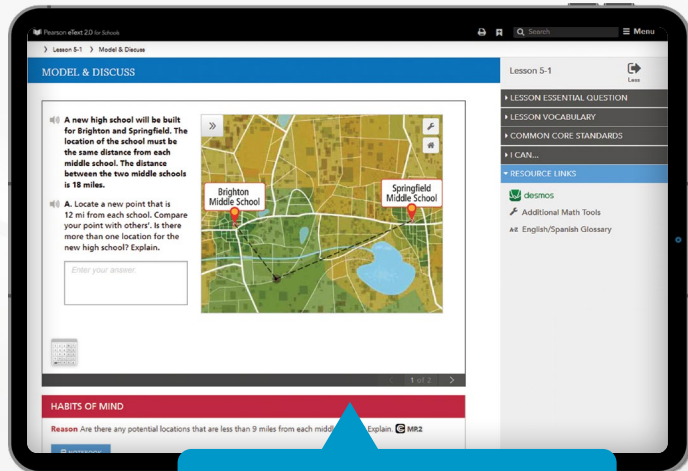 Pearson eText 2.0 for Schools
Search
Menu
Lesson 5-1 Model & Discuss
MODEL & DISCUSS
A new high school will be built
for Brighton and Springfield. The
location of the school must be
the same distance from each
middle school. The distance
between the two middle schools
is 18 miles.
A. Locate a new point that is
12 mi from each school. Compare
your point with others'. Is there
more than one location for the
new high school? Explain.
Enter your answer.
Brighton
Middle School
Springfield
Middle School
1 of 2
HABITS OF MIND
Reason Are there any potential locations that are less than 9 miles from each midd Explain. MP.2
NOTEBOOK
Lesson 5-1
Less
LESSON ESSENTIAL QUESTION
LESSON VOCABULARY
COMMON CORE STANDARDS
I CAN...
RESOURCE LINKS
desmos
Additional Math Tools
English/Spanish Glossary